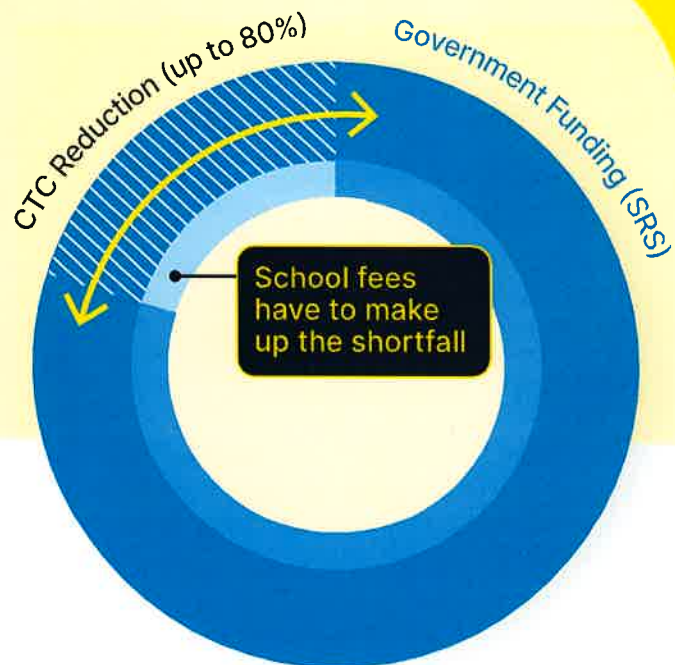 CTC Reduction (up to 80%)
Government Funding (SRS)
School fees
have to make
up the shortfall